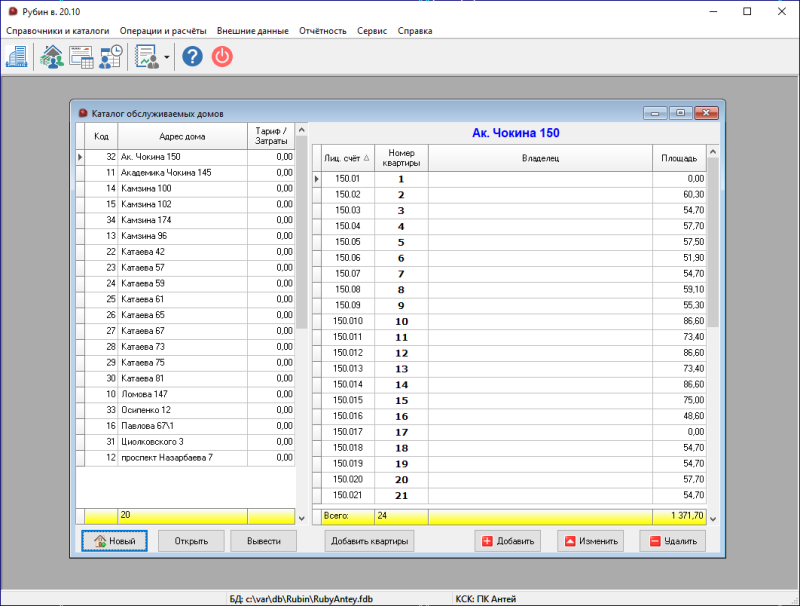 Рубин в. 20.10
Справочники и каталоги Операции и расчёты Внешние данные Отчётность Сервис Справка
Каталог обслуживаемых домов
Код Адрес дома Тариф / Затраты
32 Ак. Чокина 150 0,00
11 Академика Чокина 145 0,00
14 Камзина 100 0,00
15 Камзина 102 0,00
34 Камзина 174 0,00
13 Камзина 96 0,00
22 Катаева 42 0,00
23 Катаева 57 0,00
24 Катаева 59 0,00
25 Катаева 61 0,00
26 Катаева 65 0,00
27 Катаева 67 0,00
28 Катаева 73 0,00
29 Катаева 75 0,00
30 Катаева 81 0,00
10 Ломова 147 0,00
33 Осипенко 12 0,00
16 Павлова 67\1 0,00
31 Циолковского 3 0,00
12 проспект Назарбаева 7 0,00
20
Новый Открыть Вывести
Ак. Чокина 150
Лиц. счёт Номер квартиры Владелец Площадь
150.01 1 0,00
150.02 2 60,30
150.03 3 54,70
150.04 4 57,70
150.05 5 57,50
150.06 6 51,90
150.07 7 54,70
150.08 8 59,10
150.09 9 55,30
150.010 10 86,60
150.011 11 73,40
150.012 12 86,60
150.013 13 73,40
150.014 14 86,60
150.015 15 75,00
150.016 16 48,60
150.017 17 0,00
150.018 18 54,70
150.019 19 54,70
150.020 20 57,70
150.021 21 54,70
Всего: 24 1 371,70
Добавить квартиры Добавить Изменить Удалить
БД: c:\var\db\Rubin\RubyAntey.fdb КСК: ПК Антей